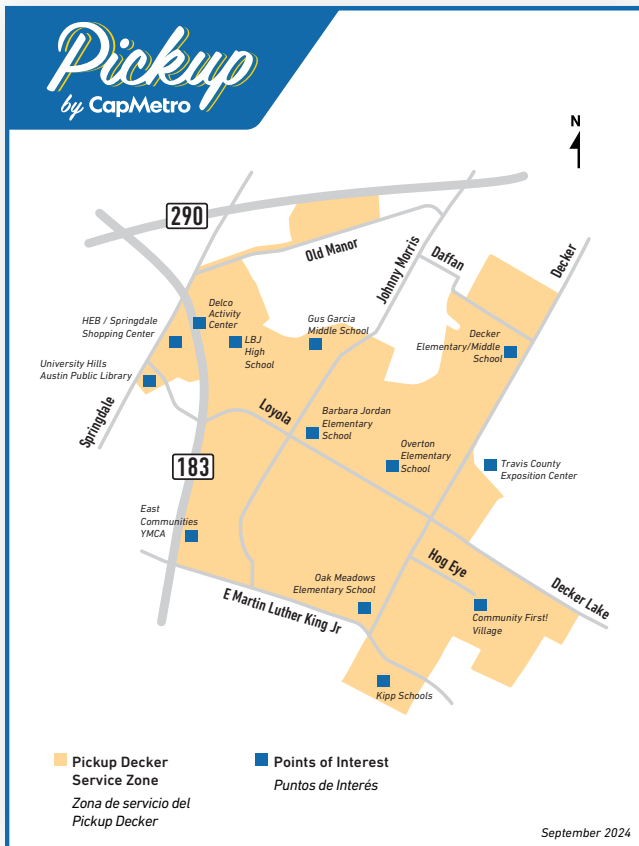 Pickup
by CapMetro
N
290
Old Manor
Johnny Morris
Daffan
Decker
HEB / Springdale
Shopping Center
Delco
Activity
Center
LBJ
High
School
Gus Garcia
Middle School
Decker
Elementary/Middle
School
University Hills
Austin Public Library
Springdale
Loyola
Barbara Jordan
Elementary
School
Overton
Elementary
School
Travis County
Exposition Center
183
East
Communities
YMCA
Hog Eye
Oak Meadows
Elementary School
E Martin Luther King Jr
Decker Lake
Community First!
Village
Kipp Schools
Pickup Decker
Service Zone
Zona de servicio del
Pickup Decker
Points of Interest
Puntos de Interés
September 2024